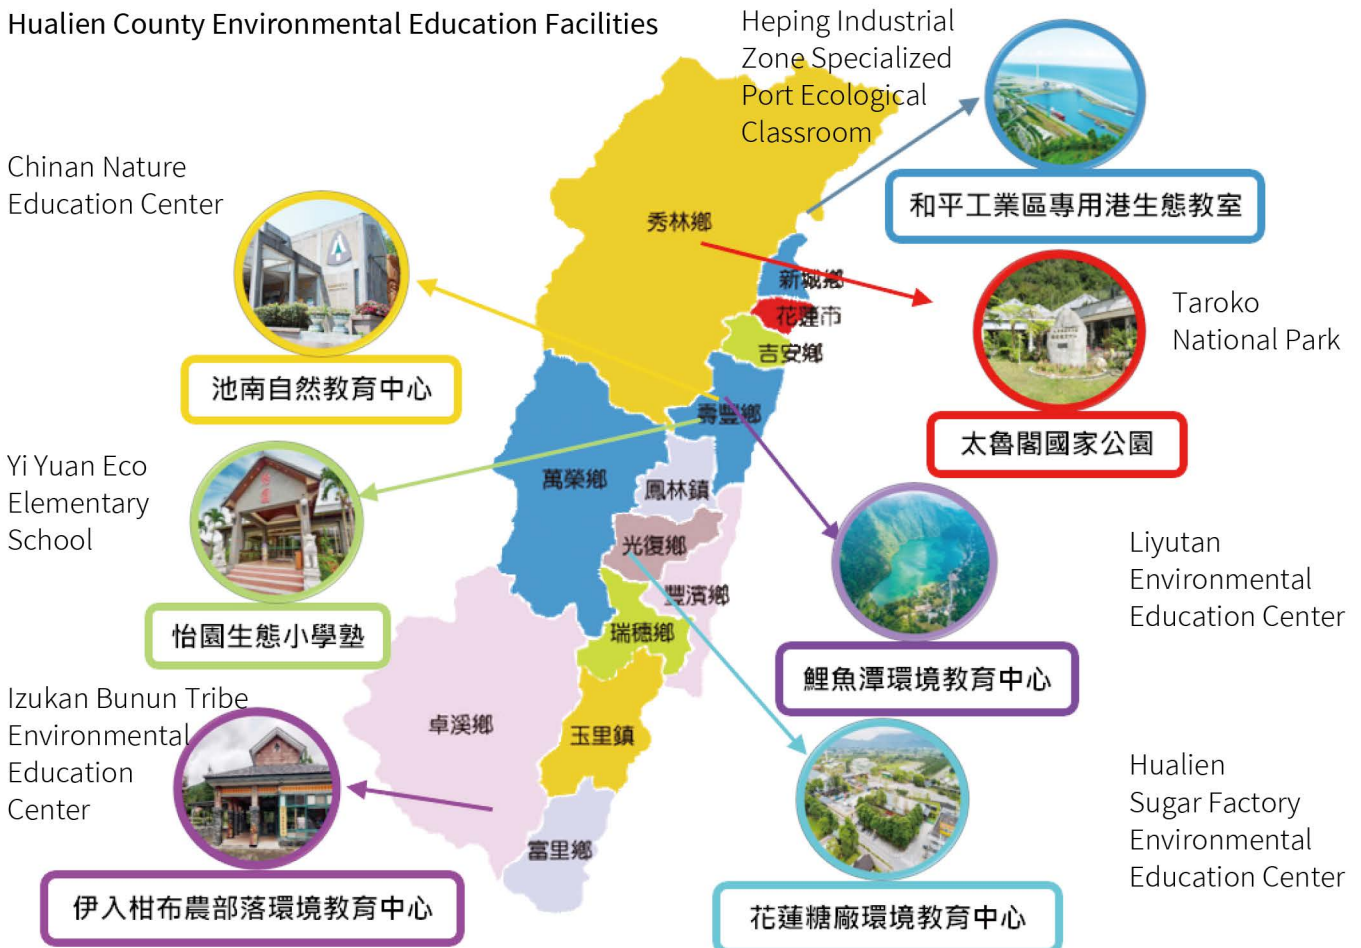 Hualien County Environmental Education Facilities
Heping Industrial
Zone Specialized
Port Ecological
Classroom
和平工業區專用港生態教室
Chinan Nature
Education Center
池南自然教育中心
Taroko
National Park
太魯閣國家公園
秀林鄉
新城鄉
花蓮市
吉安鄉
壽豐鄉
萬榮鄉
鳳林鎮
光復鄉
豐濱鄉
瑞穗鄉
卓溪鄉
玉里鎮
富里鄉
Yi Yuan Eco
Elementary
School
怡園生態小學塾
Liyutan
Environmental
Education Center
鯉魚潭環境教育中心
Izukan Bunun Tribe
Environmental
Education
Center
伊入柑布農部落環境教育中心
Hualien
Sugar Factory
Environmental
Education Center
花蓮糖廠環境教育中心